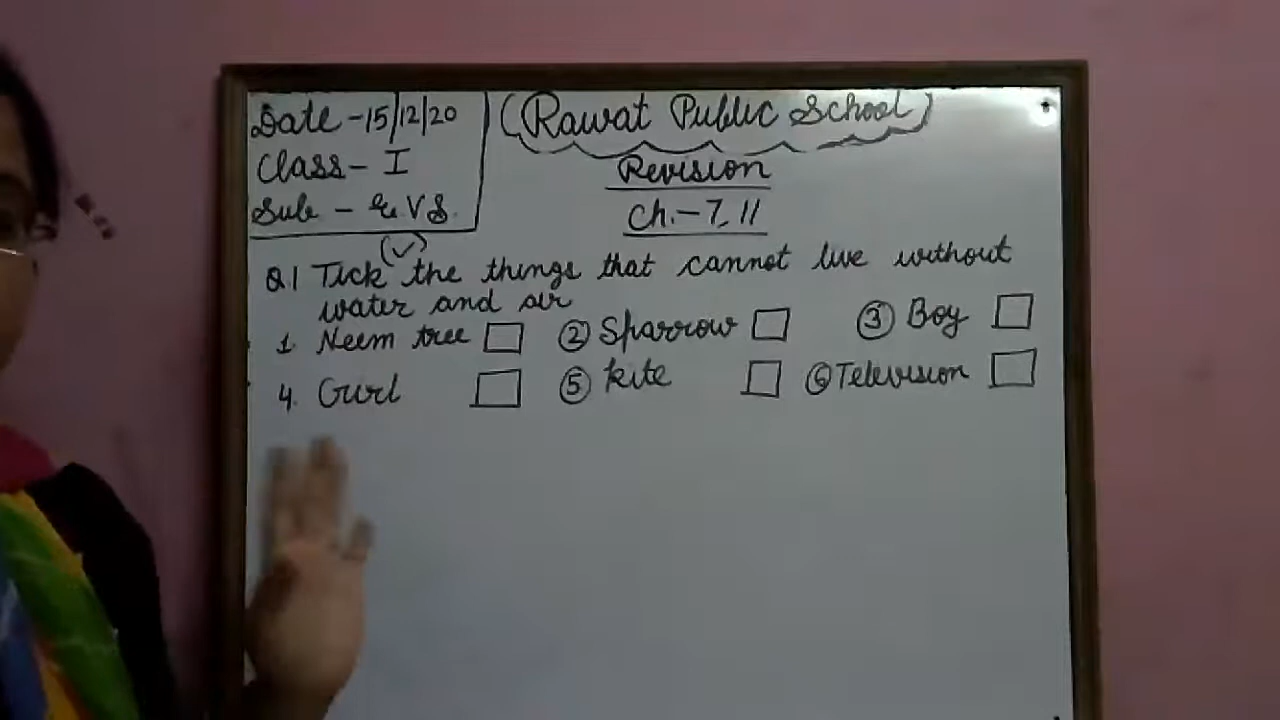 Date - 15/12/20
Class - I
Sub - E.V.S.
(Rawat Public School)
Revision
Ch. - 7, 11
(✓)
Q1 Tick the things that cannot live without
water and air
1 Neem tree ② Sparrow ③ Boy
4. Girl ⑤ kite ⑥ Television